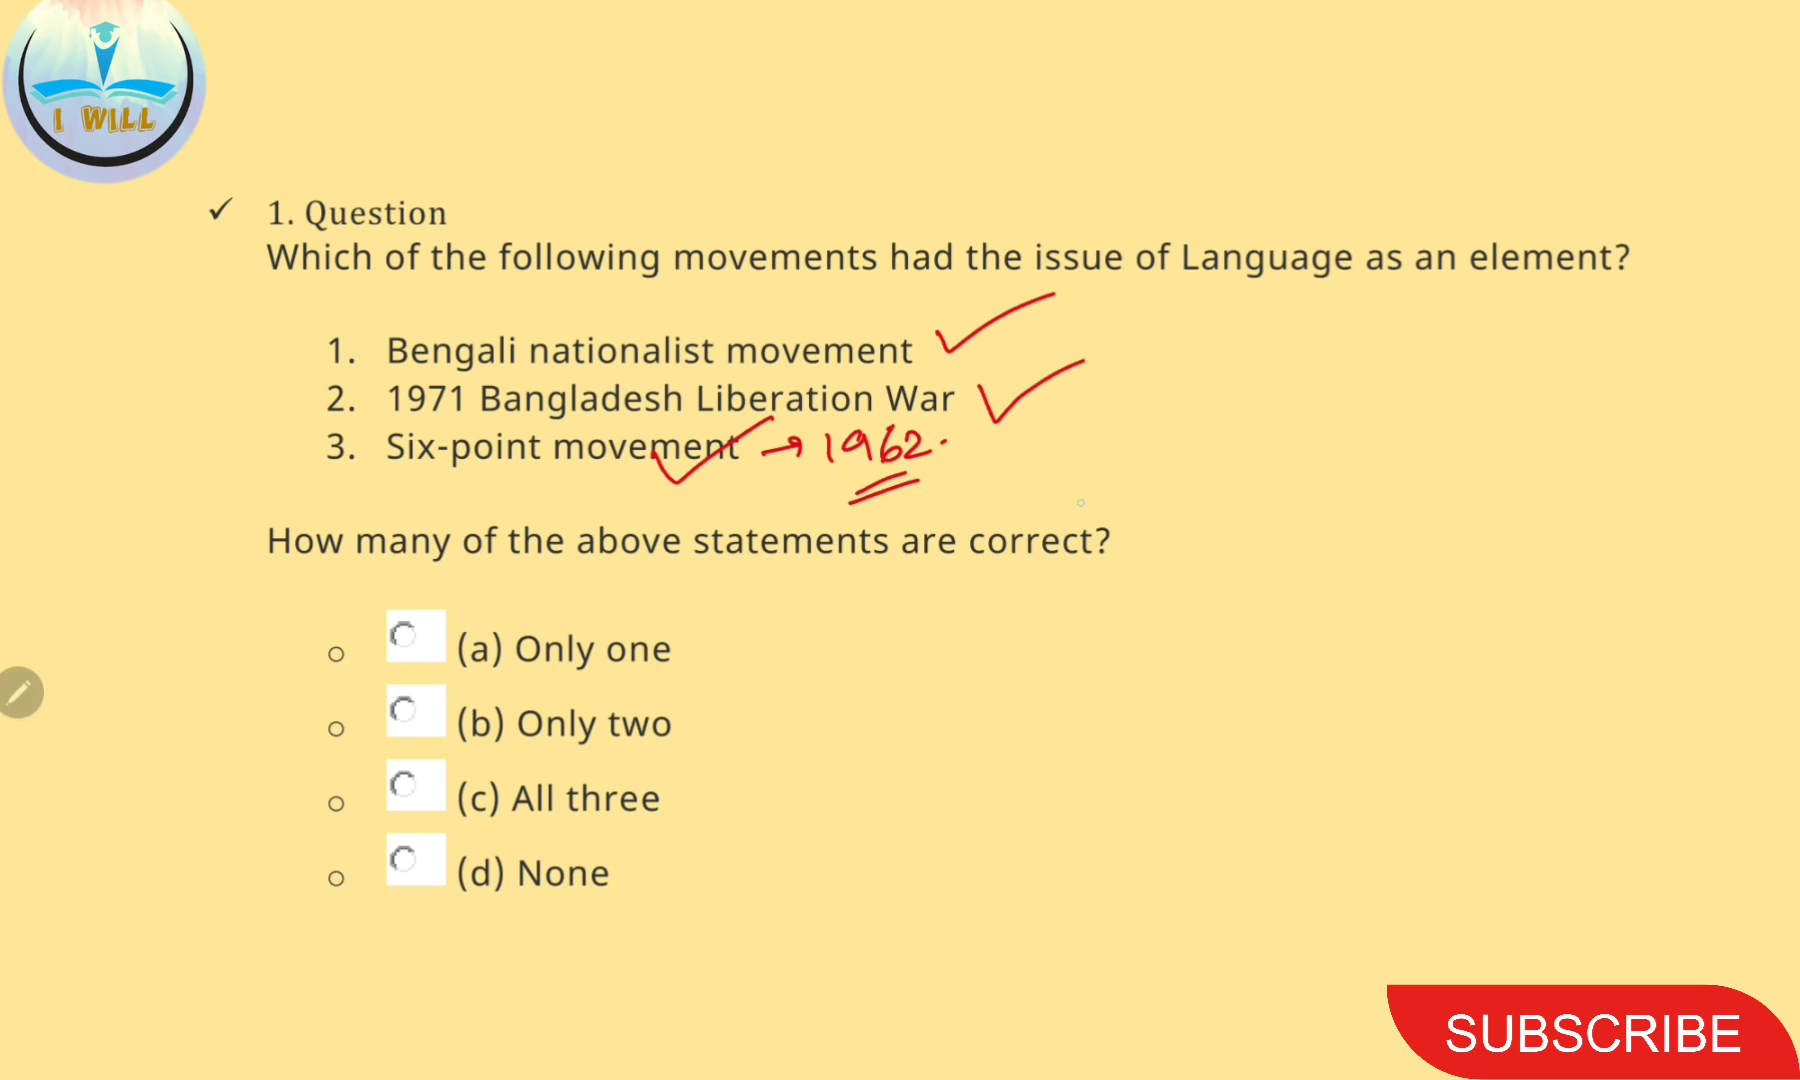 I WILL
✓ 1. Question
Which of the following movements had the issue of Language as an element?
1. Bengali nationalist movement
2. 1971 Bangladesh Liberation War
3. Six-point movement → 1962.
How many of the above statements are correct?
(a) Only one
(b) Only two
(c) All three
(d) None
SUBSCRIBE